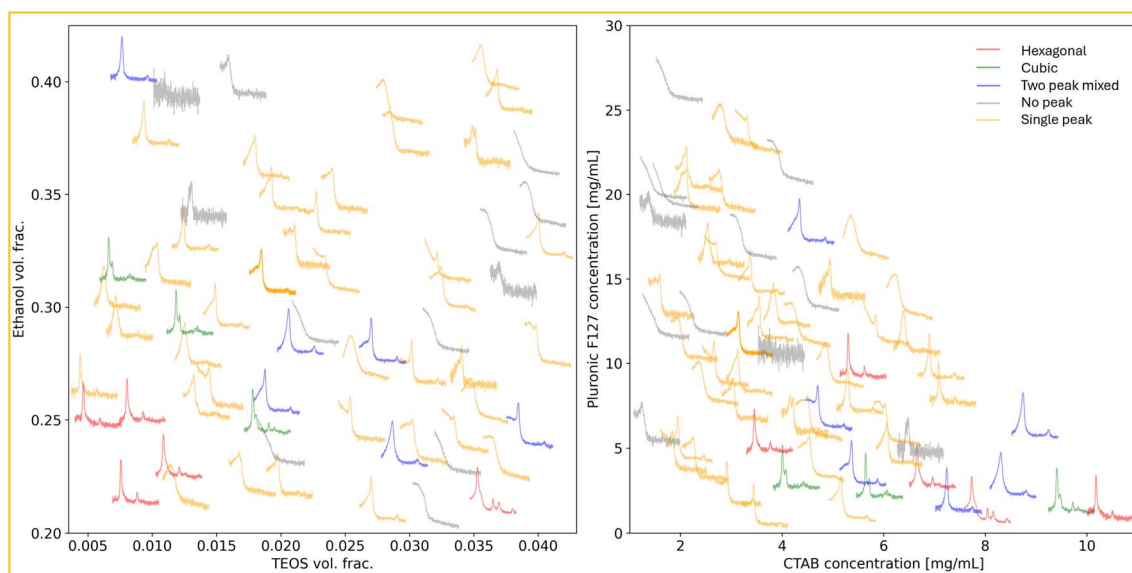 0.40
0.35
0.30
0.25
0.20
Ethanol vol. frac.
0.005 0.010 0.015 0.020 0.025 0.030 0.035 0.040
TEOS vol. frac.
30
25
20
15
10
5
0
Pluronic F127 concentration [mg/mL]
Hexagonal
Cubic
Two peak mixed
No peak
Single peak
2 4 6 8 10
CTAB concentration [mg/mL]